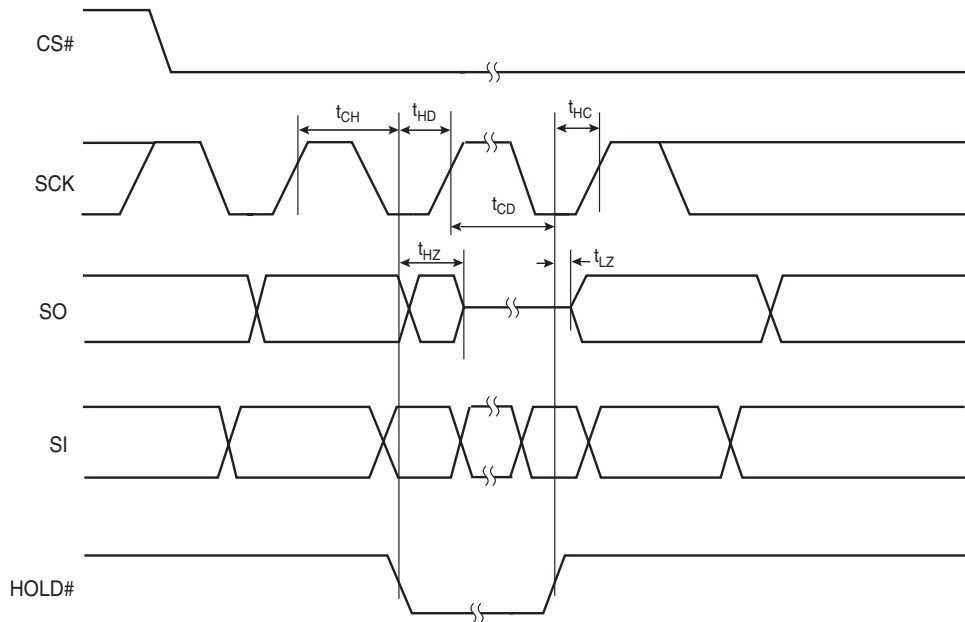 CS#
tCH
tHD
tHC
SCK
tCD
tHZ
tLZ
SO
SI
HOLD#